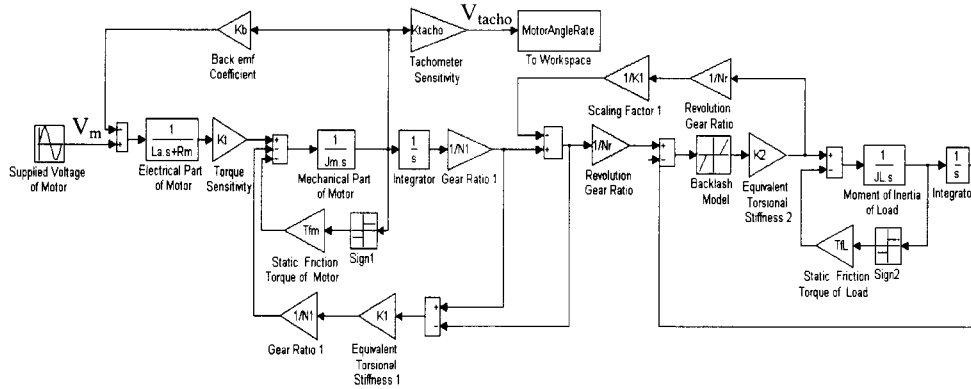 V_tacho
Kb
Ktacho
MotorAngleRate
Back emf
Coefficient
Tachometer
Sensitivity
To Workspace
1/K1
1/Nr
Scaling Factor 1
Revolution
Gear Ratio
V_m
1
La.s+Rm
Kt
1
Jm.s
1
s
1/N1
1/Nr
K2
1
JL.s
1
s
Supplied Voltage
of Motor
Electrical Part
of Motor
Torque
Sensitivity
Mechanical Part
of Motor
Integrator
Gear Ratio 1
Revolution
Gear Ratio
Backlash
Model
Equivalent
Torsional
Stiffness 2
Moment of Inertia
of Load
Integrator
Tfm
Static Friction
Torque of Motor
Sign1
TfL
Static Friction
Torque of Load
Sign2
1/N1
K1
Gear Ratio 1
Equivalent
Torsional
Stiffness 1